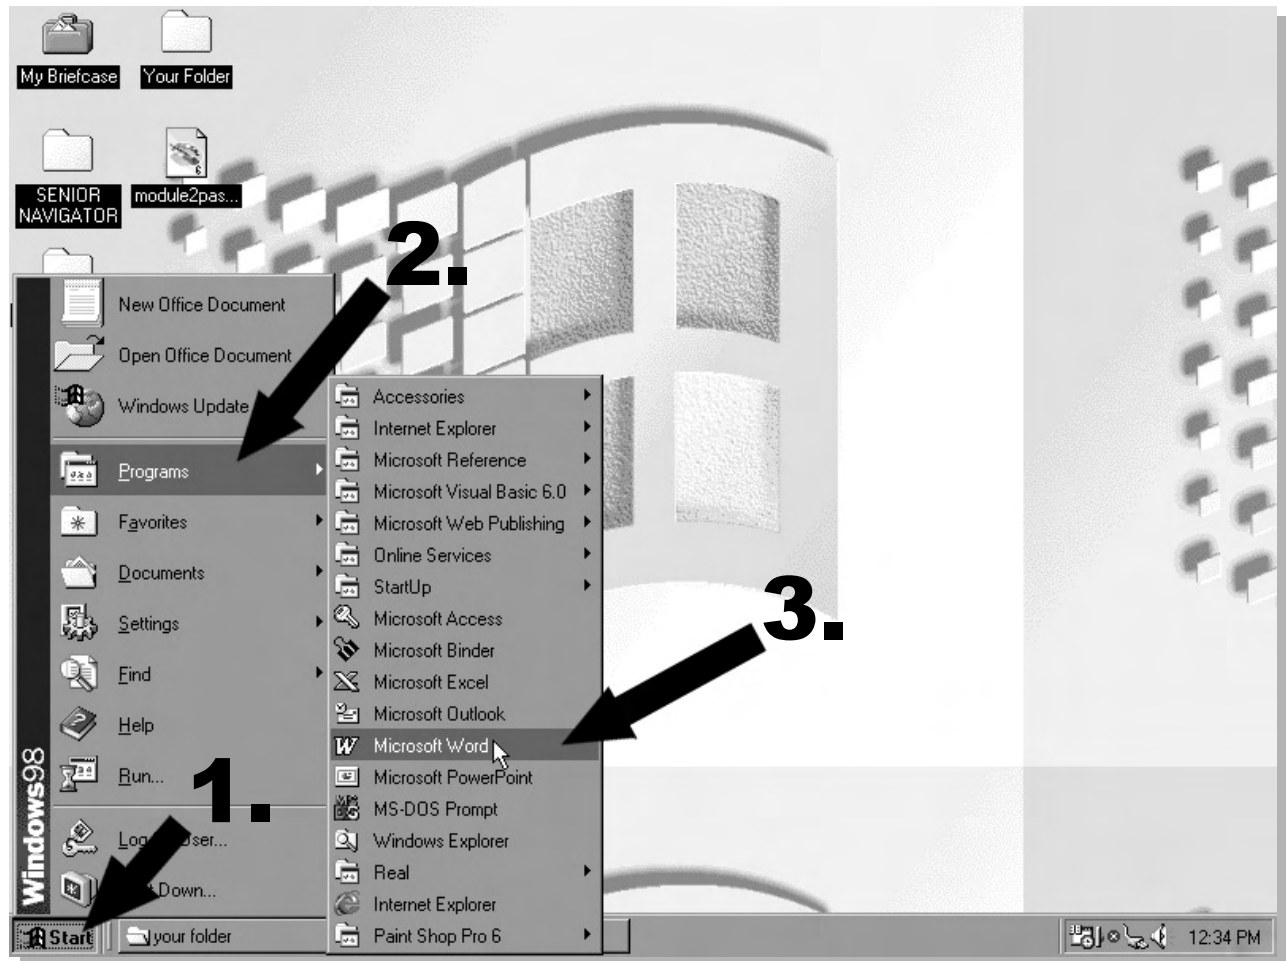 My Briefcase
Your Folder
SENIOR
NAVIGATOR
module2pas...
2.
New Office Document
Open Office Document
Windows Update
Programs
Favorites
Documents
Settings
Find
Help
Run...
1.
Log User...
Down...
Windows98
Accessories
Internet Explorer
Microsoft Reference
Microsoft Visual Basic 6.0
Microsoft Web Publishing
Online Services
StartUp
Microsoft Access
Microsoft Binder
Microsoft Excel
Microsoft Outlook
Microsoft Word
Microsoft PowerPoint
MS-DOS Prompt
Windows Explorer
Real
Internet Explorer
Paint Shop Pro 6
3.
Start
your folder
12:34 PM